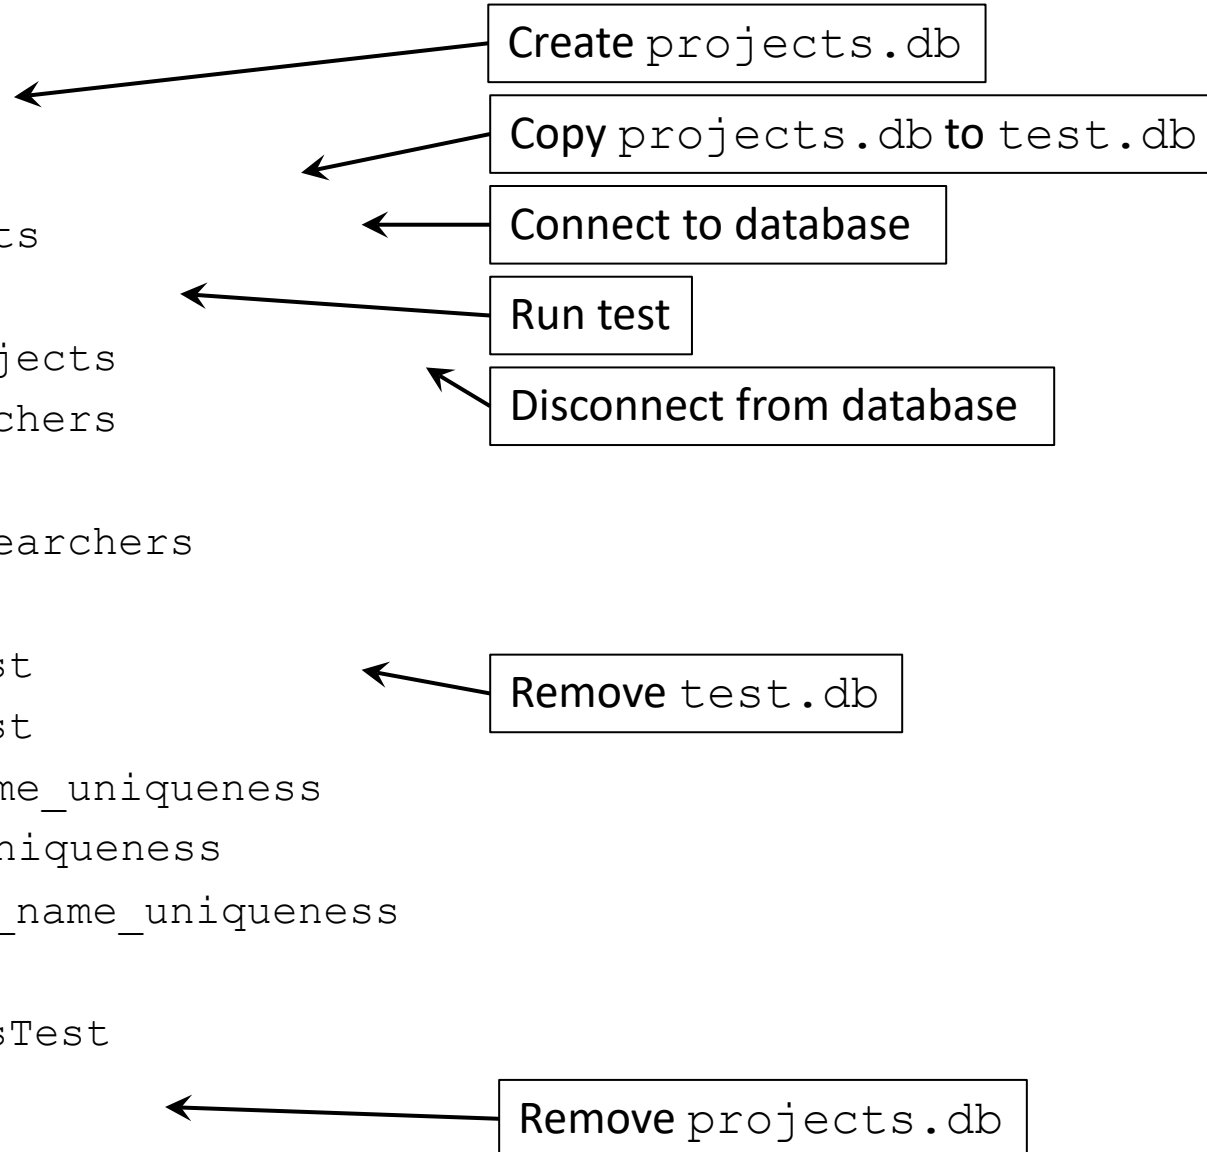 Create projects.db
Copy projects.db to test.db
ts
Connect to database
Run test
jects
chers
Disconnect from database
earchers
st
Remove test.db
st
me_uniqueness
niqueness
_name_uniqueness
sTest
Remove projects.db